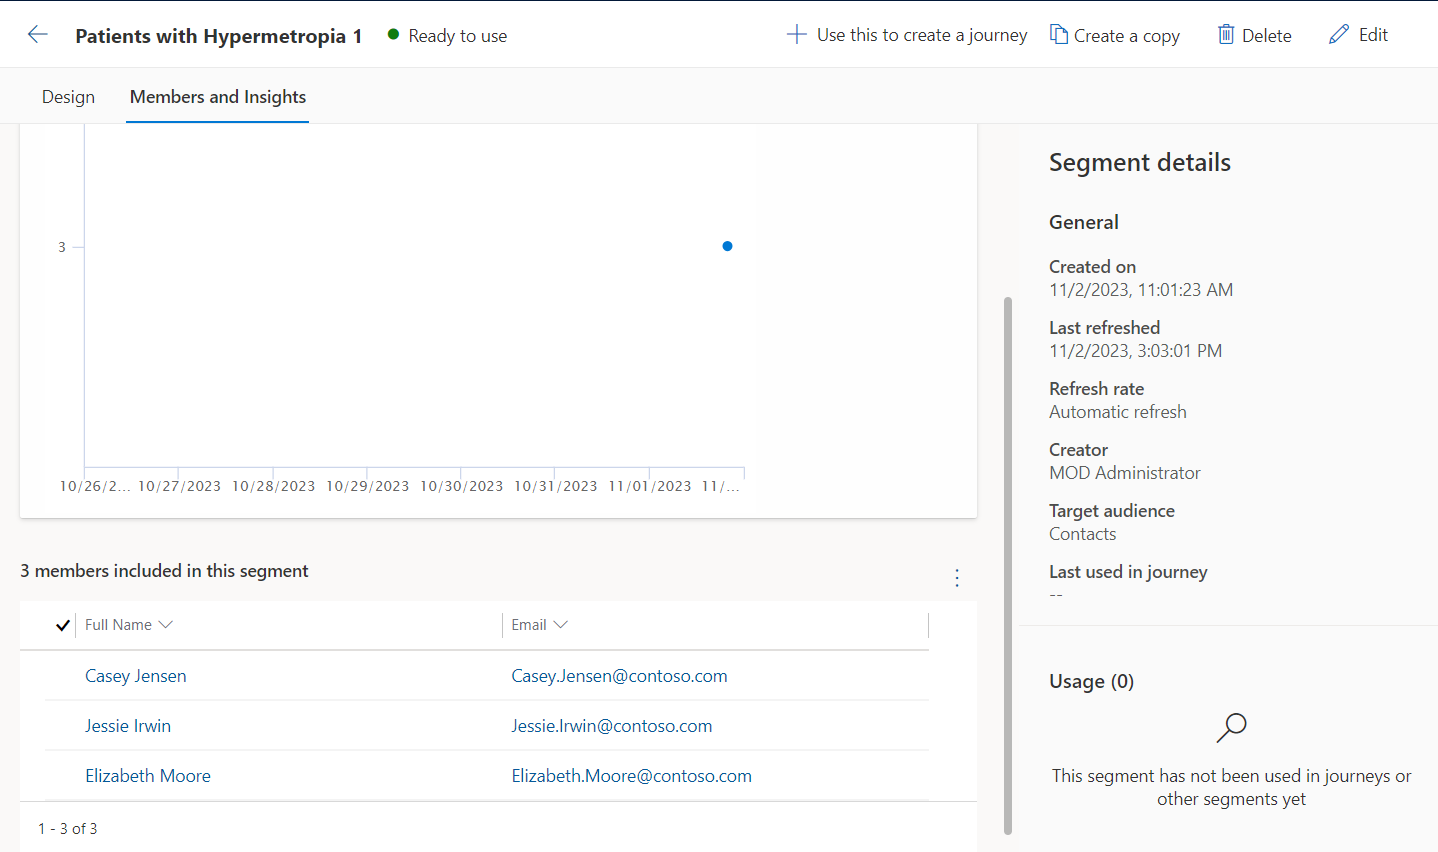 Patients with Hypermetropia 1
Ready to use
Use this to create a journey
Create a copy
Delete
Edit
Design
Members and Insights
3
10/26/2... 10/27/2023 10/28/2023 10/29/2023 10/30/2023 10/31/2023 11/01/2023 11/...
3 members included in this segment
Full Name
Email
Casey Jensen
Casey.Jensen@contoso.com
Jessie Irwin
Jessie.Irwin@contoso.com
Elizabeth Moore
Elizabeth.Moore@contoso.com
1 - 3 of 3
Segment details
General
Created on
11/2/2023, 11:01:23 AM
Last refreshed
11/2/2023, 3:03:01 PM
Refresh rate
Automatic refresh
Creator
MOD Administrator
Target audience
Contacts
Last used in journey
--
Usage (0)
This segment has not been used in journeys or
other segments yet